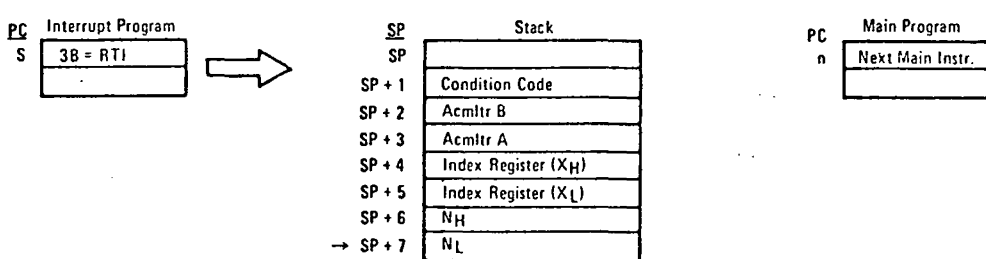 PC Interrupt Program
S 3B = RTI
SP Stack
SP
SP + 1 Condition Code
SP + 2 Acmltr B
SP + 3 Acmltr A
SP + 4 Index Register (XH)
SP + 5 Index Register (XL)
SP + 6 NH
→ SP + 7 NL
PC Main Program
n Next Main Instr.